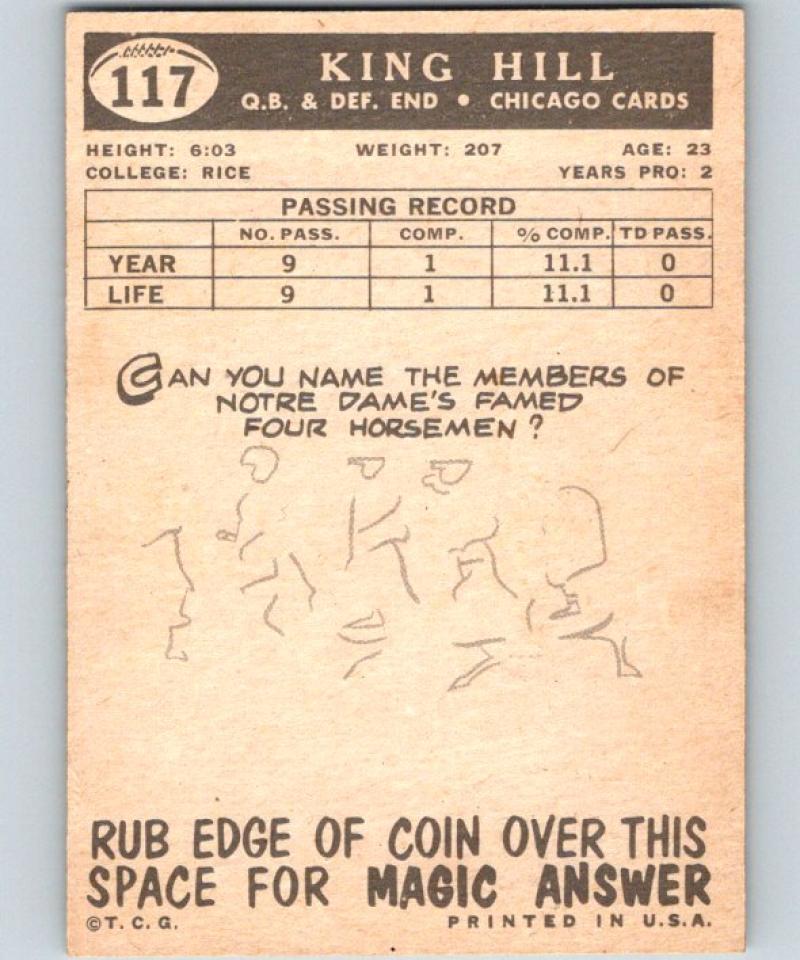 117
KING HILL
Q.B. & DEF. END • CHICAGO CARDS
HEIGHT: 6:03 WEIGHT: 207 AGE: 23
COLLEGE: RICE YEARS PRO: 2
PASSING RECORD
NO. PASS. COMP. % COMP. TD PASS.
YEAR 9 1 11.1 0
LIFE 9 1 11.1 0
CAN YOU NAME THE MEMBERS OF
NOTRE DAME'S FAMED
FOUR HORSEMEN?
RUB EDGE OF COIN OVER THIS
SPACE FOR MAGIC ANSWER
©T.C.G. PRINTED IN U.S.A.